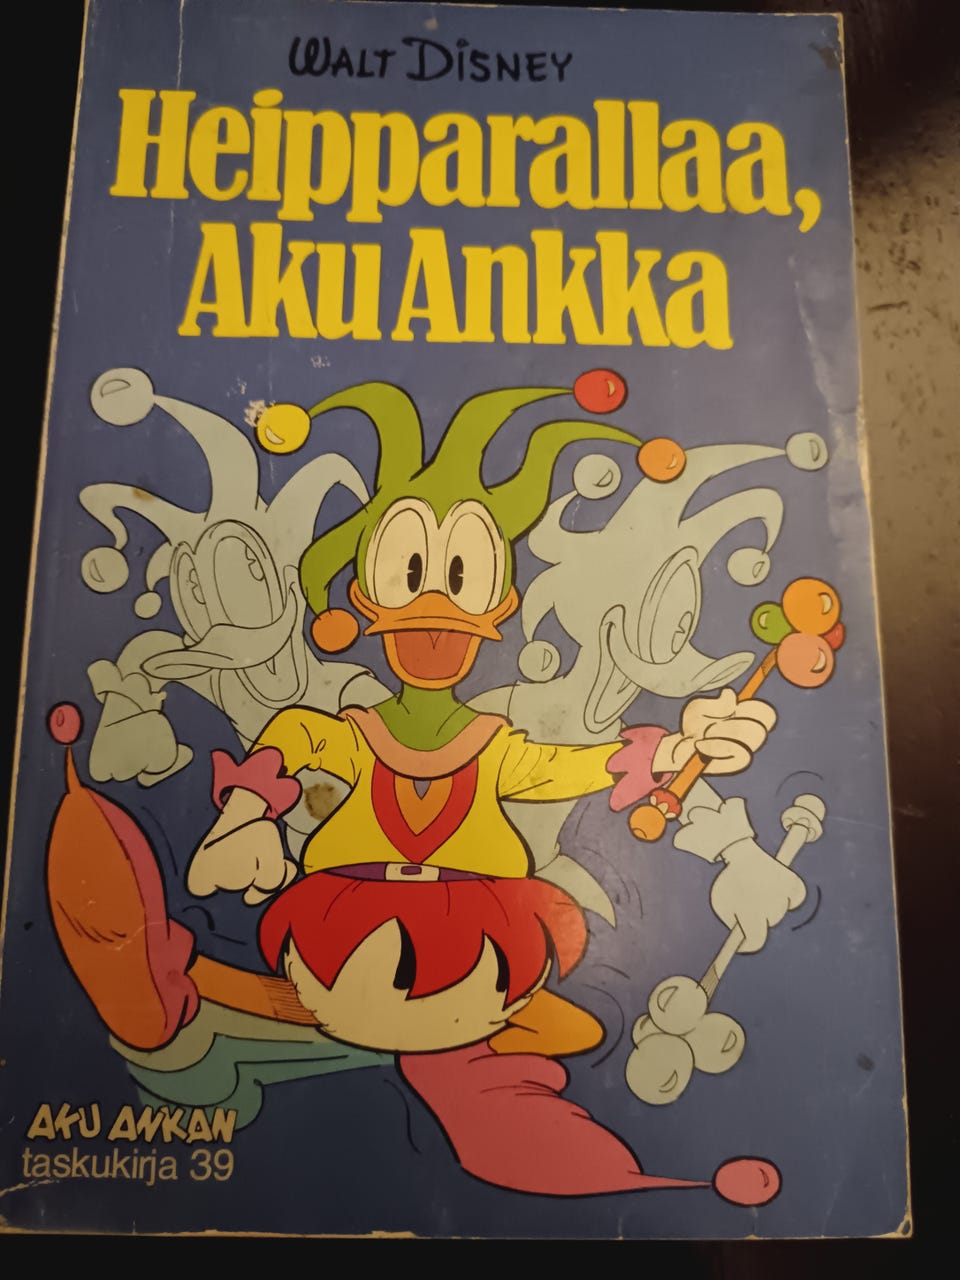 WALT DISNEY
Heipparallaa,
Aku Ankka
AKU ANKAN
taskukirja 39